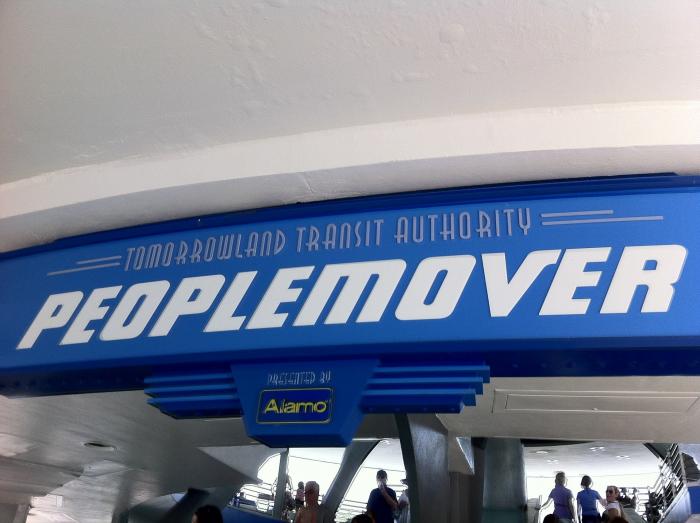 TOMORROWLAND TRANSIT AUTHORITY
PEOPLEMOVER
PRESENTED BY
Alamo